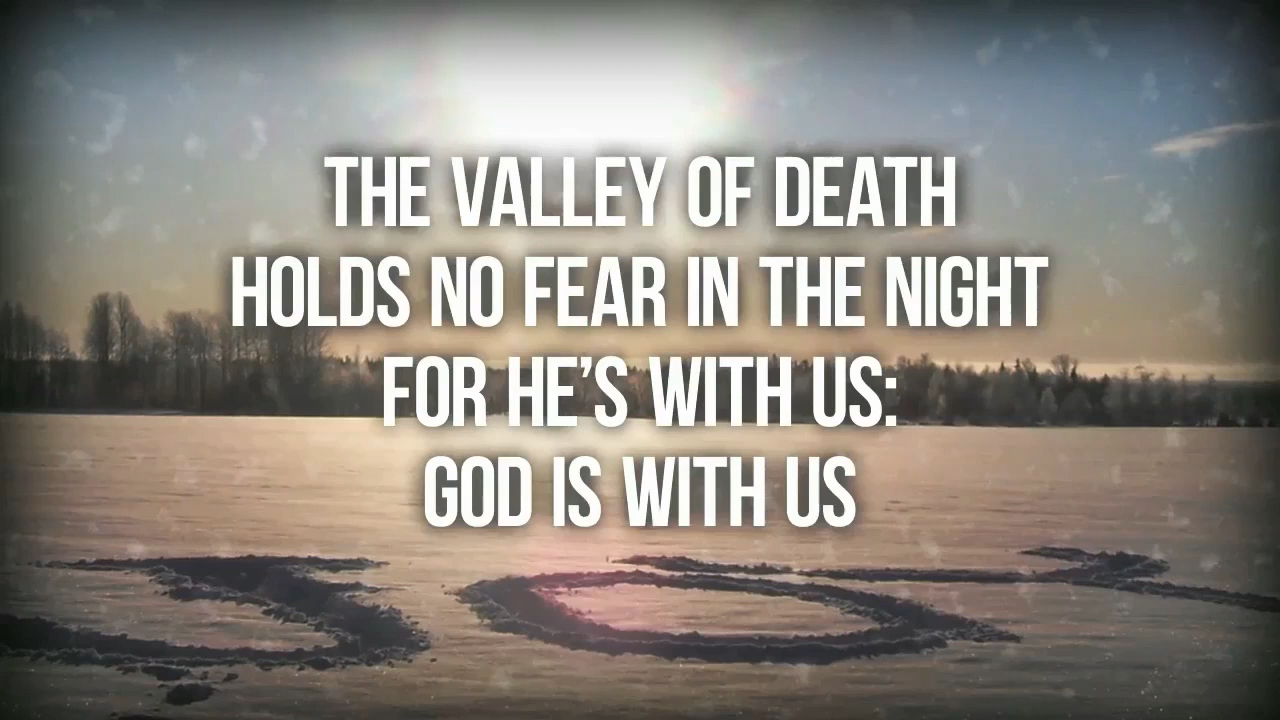 THE VALLEY OF DEATH
HOLDS NO FEAR IN THE NIGHT
FOR HE'S WITH US:
GOD IS WITH US